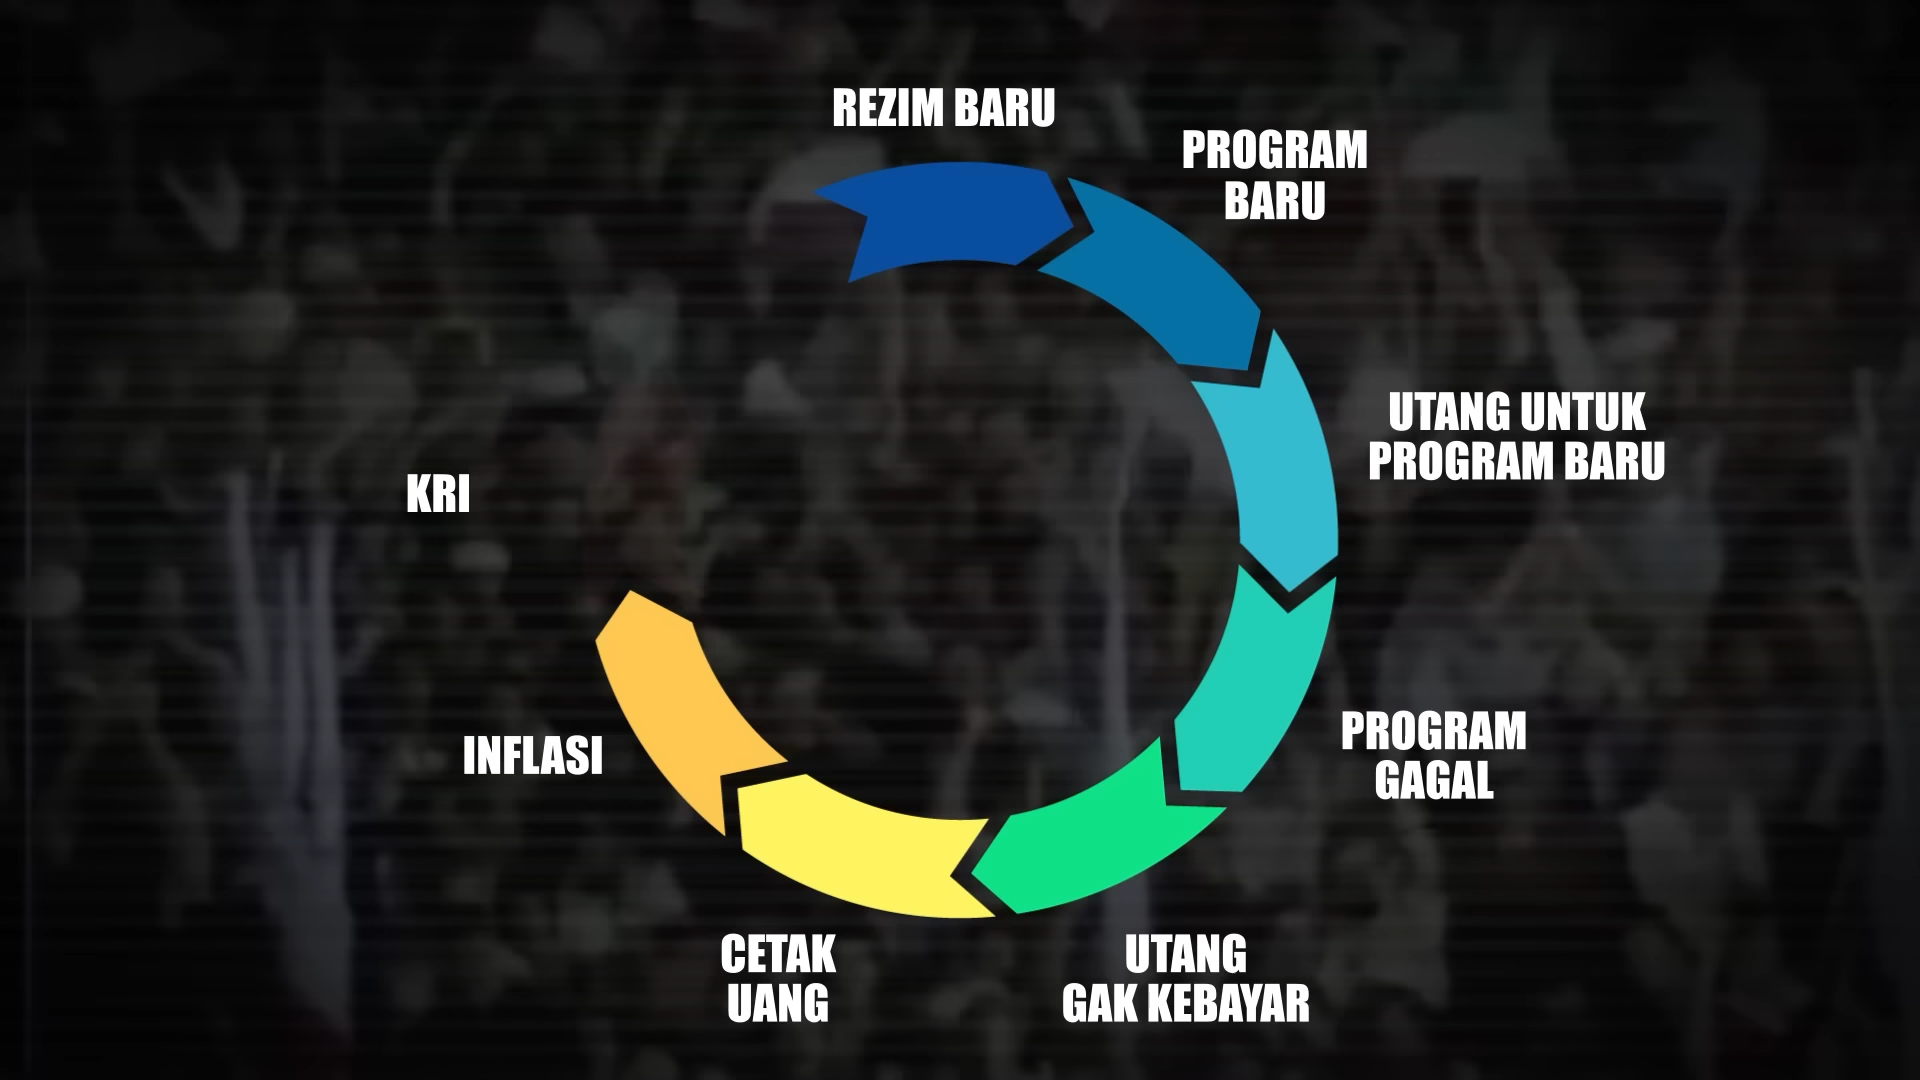 REZIM BARU
PROGRAM
BARU
UTANG UNTUK
PROGRAM BARU
PROGRAM
GAGAL
UTANG
GAK KEBAYAR
CETAK
UANG
INFLASI
KRI